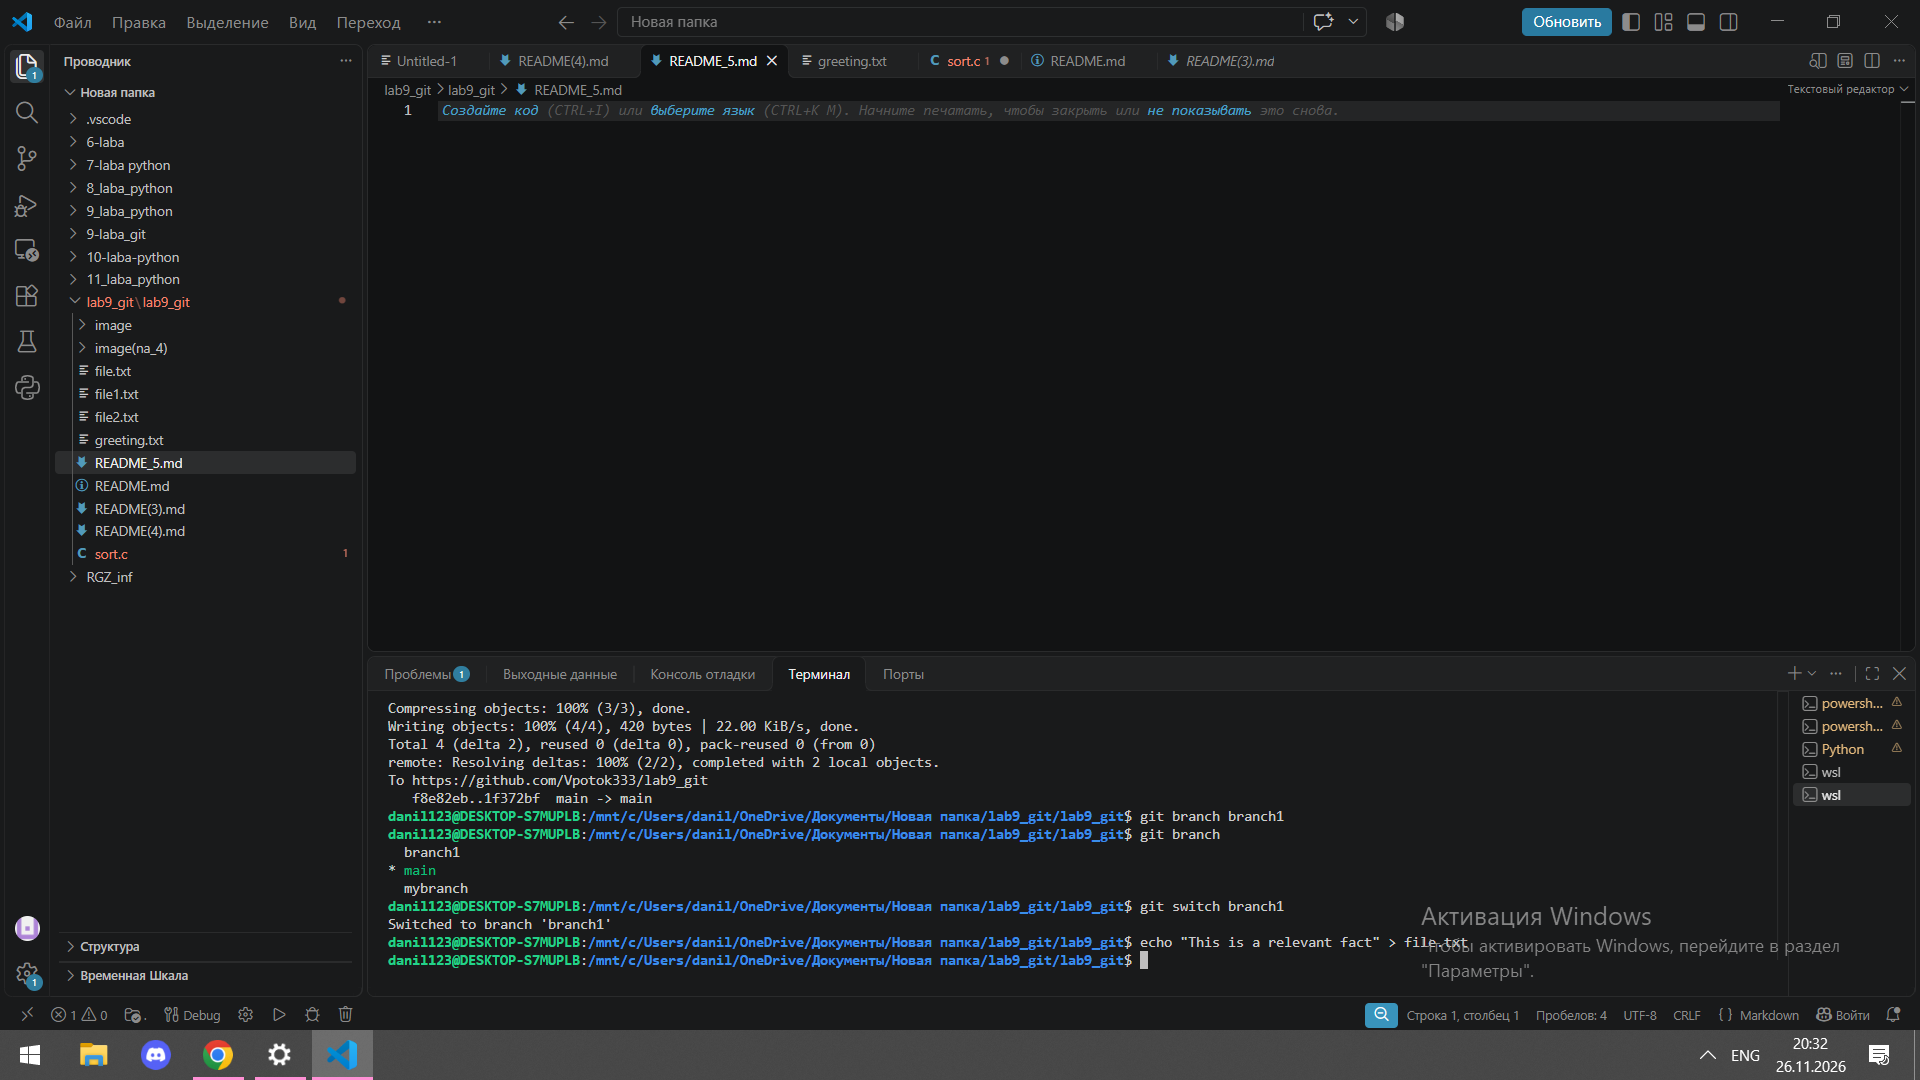 Файл Правка Выделение Вид Переход ···
Новая папка
Обновить
Проводник
Новая папка
.vscode
6-laba
7-laba python
8_laba_python
9_laba_python
9-laba_git
10-laba-python
11_laba_python
lab9_git\lab9_git
image
image(na_4)
file.txt
file1.txt
file2.txt
greeting.txt
README_5.md
README.md
README(3).md
README(4).md
sort.c 1
RGZ_inf
Структура
Временная Шкала
1
1
Untitled-1 README(4).md README_5.md greeting.txt sort.c 1 README.md README(3).md
lab9_git > lab9_git > README_5.md
Текстовый редактор
1 Создайте код (CTRL+I) или выберите язык (CTRL+K M). Начните печатать, чтобы закрыть или не показывать это снова.
Проблемы 1 Выходные данные Консоль отладки Терминал Порты
Compressing objects: 100% (3/3), done.
Writing objects: 100% (4/4), 420 bytes | 22.00 KiB/s, done.
Total 4 (delta 2), reused 0 (delta 0), pack-reused 0 (from 0)
remote: Resolving deltas: 100% (2/2), completed with 2 local objects.
To https://github.com/Vpotok333/lab9_git
f8e82eb..1f372bf main -> main
danil123@DESKTOP-S7MUPLB:/mnt/c/Users/danil/OneDrive/Документы/Новая папка/lab9_git/lab9_git$ git branch branch1
danil123@DESKTOP-S7MUPLB:/mnt/c/Users/danil/OneDrive/Документы/Новая папка/lab9_git/lab9_git$ git branch
branch1
* main
mybranch
danil123@DESKTOP-S7MUPLB:/mnt/c/Users/danil/OneDrive/Документы/Новая папка/lab9_git/lab9_git$ git switch branch1
Switched to branch 'branch1'
danil123@DESKTOP-S7MUPLB:/mnt/c/Users/danil/OneDrive/Документы/Новая папка/lab9_git/lab9_git$ echo "This is a relevant fact" > file.txt
danil123@DESKTOP-S7MUPLB:/mnt/c/Users/danil/OneDrive/Документы/Новая папка/lab9_git/lab9_git$
powersh...
powersh...
Python
wsl
wsl
Активация Windows
Чтобы активировать Windows, перейдите в раздел
"Параметры".
1 0 Debug
Строка 1, столбец 1 Пробелов: 4 UTF-8 CRLF { } Markdown Войти
ENG
20:32
26.11.2026